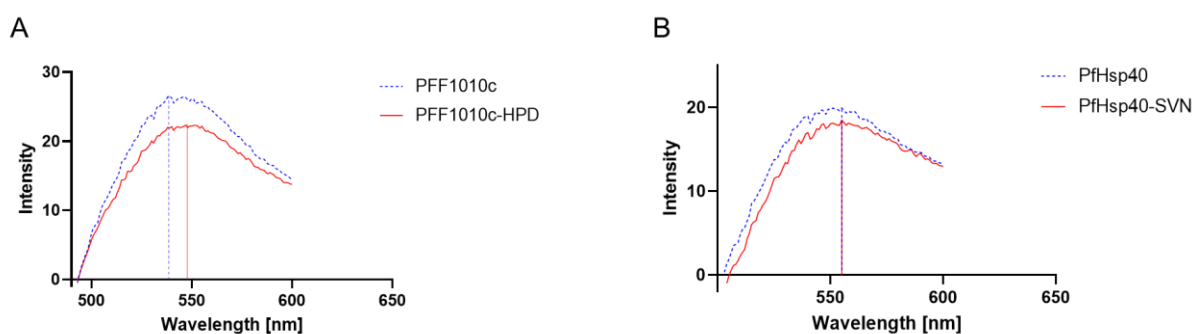 A
B
30
20
10
0
Intensity
500
550
600
650
Wavelength [nm]
PFF1010c
PFF1010c-HPD
20
10
0
Intensity
550
600
650
Wavelength [nm]
PfHsp40
PfHsp40-SVN